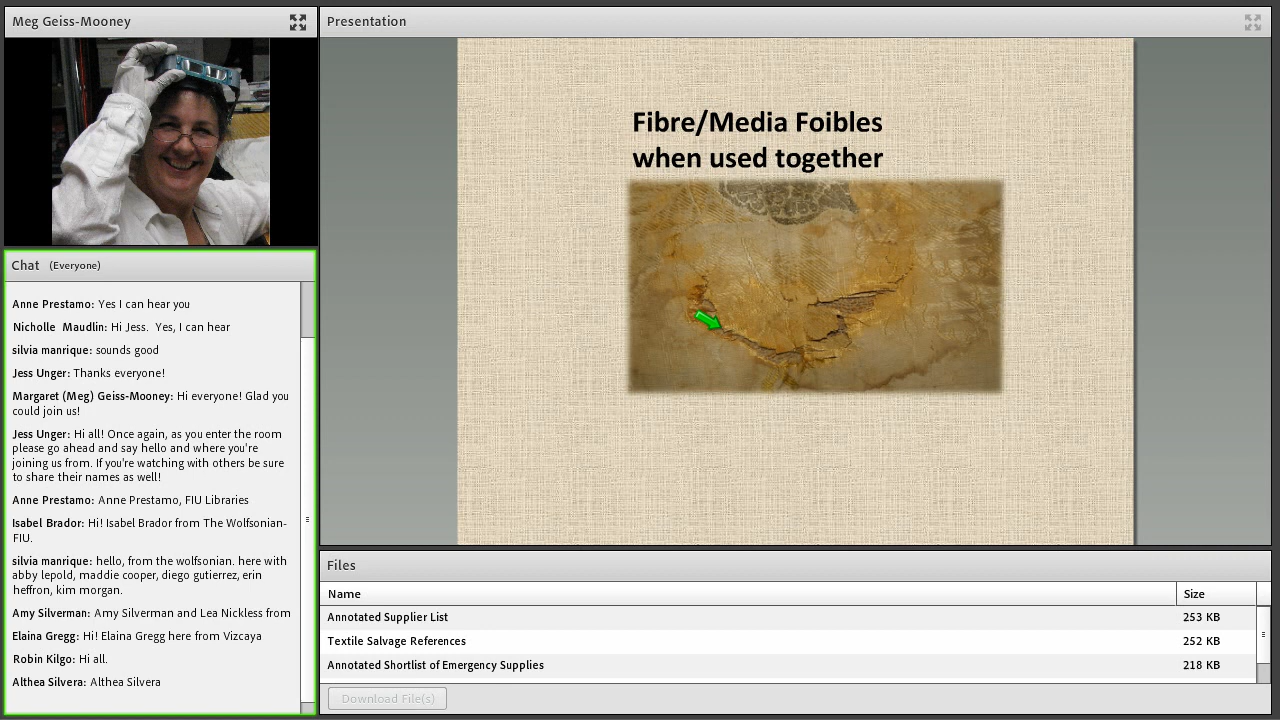 Meg Geiss-Mooney
Presentation
Fibre/Media Foibles
when used together
Chat (Everyone)
Anne Prestamo: Yes I can hear you
Nicholle Maudlin: Hi Jess. Yes, I can hear
silvia manrique: sounds good
Jess Unger: Thanks everyone!
Margaret (Meg) Geiss-Mooney: Hi everyone! Glad you
could join us!
Jess Unger: Hi all! Once again, as you enter the room
please go ahead and say hello and where you're
joining us from. If you're watching with others be sure
to share their names as well!
Anne Prestamo: Anne Prestamo, FIU Libraries
Isabel Brador: Hi! Isabel Brador from The Wolfsonian-
FIU.
silvia manrique: hello, from the wolfsonian. here with
abby lepold, maddie cooper, diego gutierrez, erin
heffron, kim morgan.
Amy Silverman: Amy Silverman and Lea Nickless from
Elaina Gregg: Hi! Elaina Gregg here from Vizcaya
Robin Kilgo: Hi all.
Althea Silvera: Althea Silvera
Files
Name Size
Annotated Supplier List 253 KB
Textile Salvage References 252 KB
Annotated Shortlist of Emergency Supplies 218 KB
Download File(s)